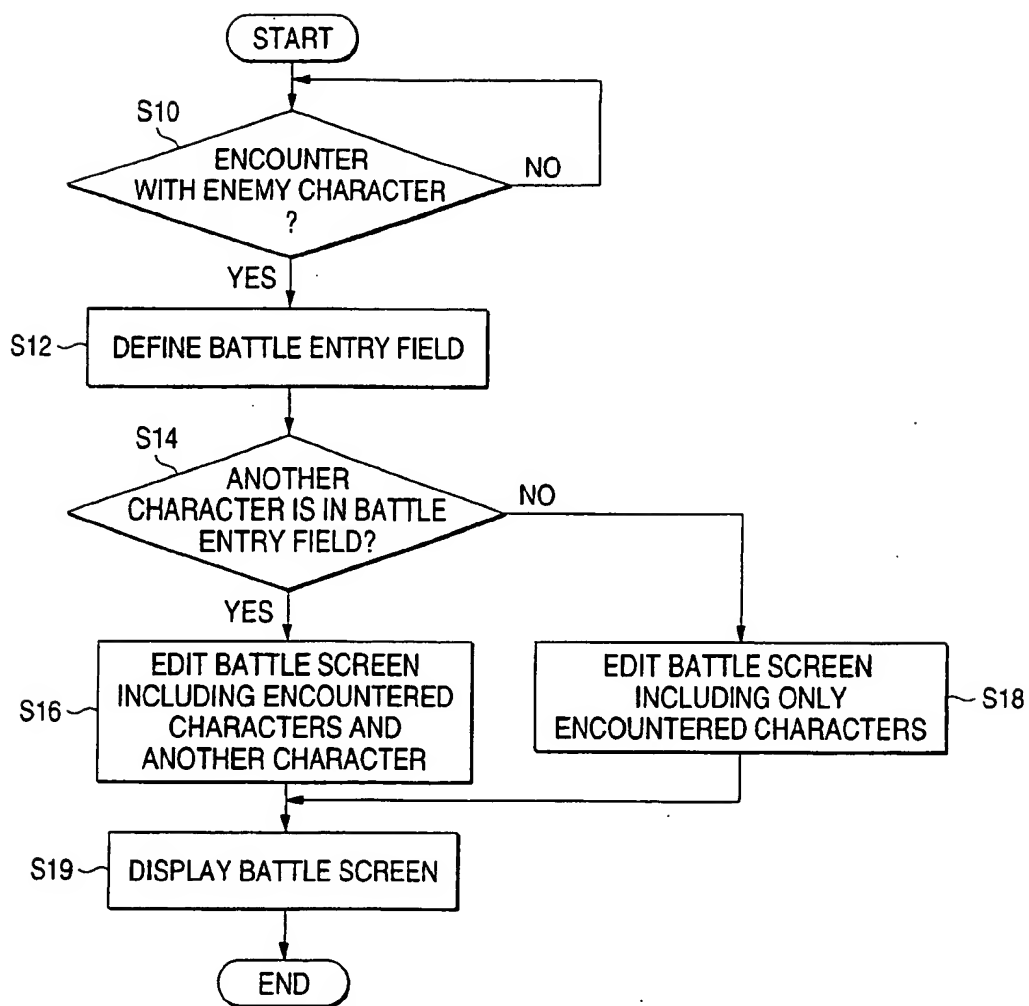 START
S10
ENCOUNTER
WITH ENEMY CHARACTER
?
NO
YES
S12
DEFINE BATTLE ENTRY FIELD
S14
ANOTHER
CHARACTER IS IN BATTLE
ENTRY FIELD?
NO
YES
S16
EDIT BATTLE SCREEN
INCLUDING ENCOUNTERED
CHARACTERS AND
ANOTHER CHARACTER
EDIT BATTLE SCREEN
INCLUDING ONLY
ENCOUNTERED CHARACTERS
S18
S19
DISPLAY BATTLE SCREEN
END